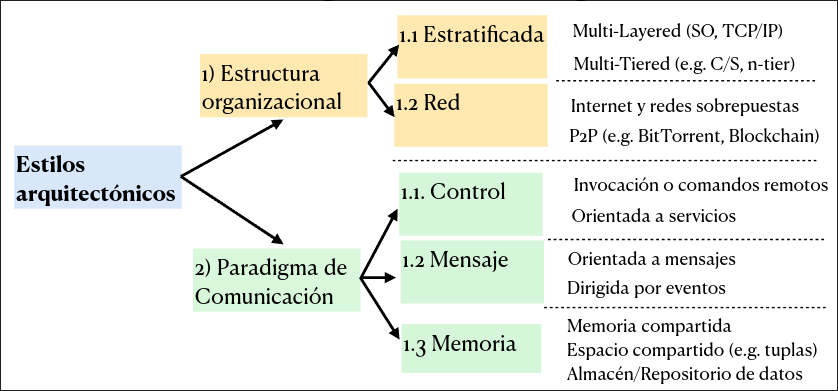 Estilos
arquitectónicos
1) Estructura
organizacional
1.1 Estratificada
Multi-Layered (SO, TCP/IP)
Multi-Tiered (e.g. C/S, n-tier)
1.2 Red
Internet y redes sobrepuestas
P2P (e.g. BitTorrent, Blockchain)
2) Paradigma de
Comunicación
1.1. Control
Invocación o comandos remotos
Orientada a servicios
1.2 Mensaje
Orientada a mensajes
Dirigida por eventos
1.3 Memoria
Memoria compartida
Espacio compartido (e.g. tuplas)
Almacén/Repositorio de datos